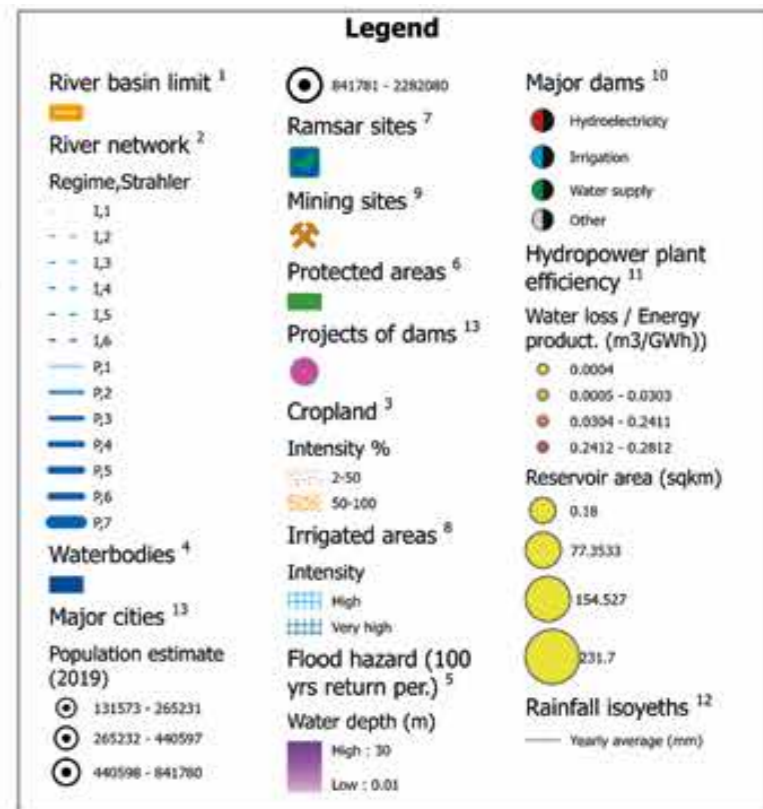 Legend
River basin limit 1
River network 2
Regime,Strahler
I,1
I,2
I,3
I,4
I,5
I,6
P,1
P,2
P,3
P,4
P,5
P,6
P,7
Waterbodies 4
Major cities 13
Population estimate
(2019)
131573 - 265231
265232 - 440597
440598 - 841780
841781 - 2282080
Ramsar sites 7
Mining sites 9
Protected areas 6
Projects of dams 13
Cropland 3
Intensity %
2-50
50-100
Irrigated areas 8
Intensity
High
Very high
Flood hazard (100
yrs return per.) 5
Water depth (m)
High : 30
Low : 0.01
Major dams 10
Hydroelectricity
Irrigation
Water supply
Other
Hydropower plant
efficiency 11
Water loss / Energy
product. (m3/GWh))
0.0004
0.0005 - 0.0303
0.0304 - 0.2411
0.2412 - 0.2812
Reservoir area (sqkm)
0.18
77.3533
154.527
231.7
Rainfall isoyeths 12
Yearly average (mm)